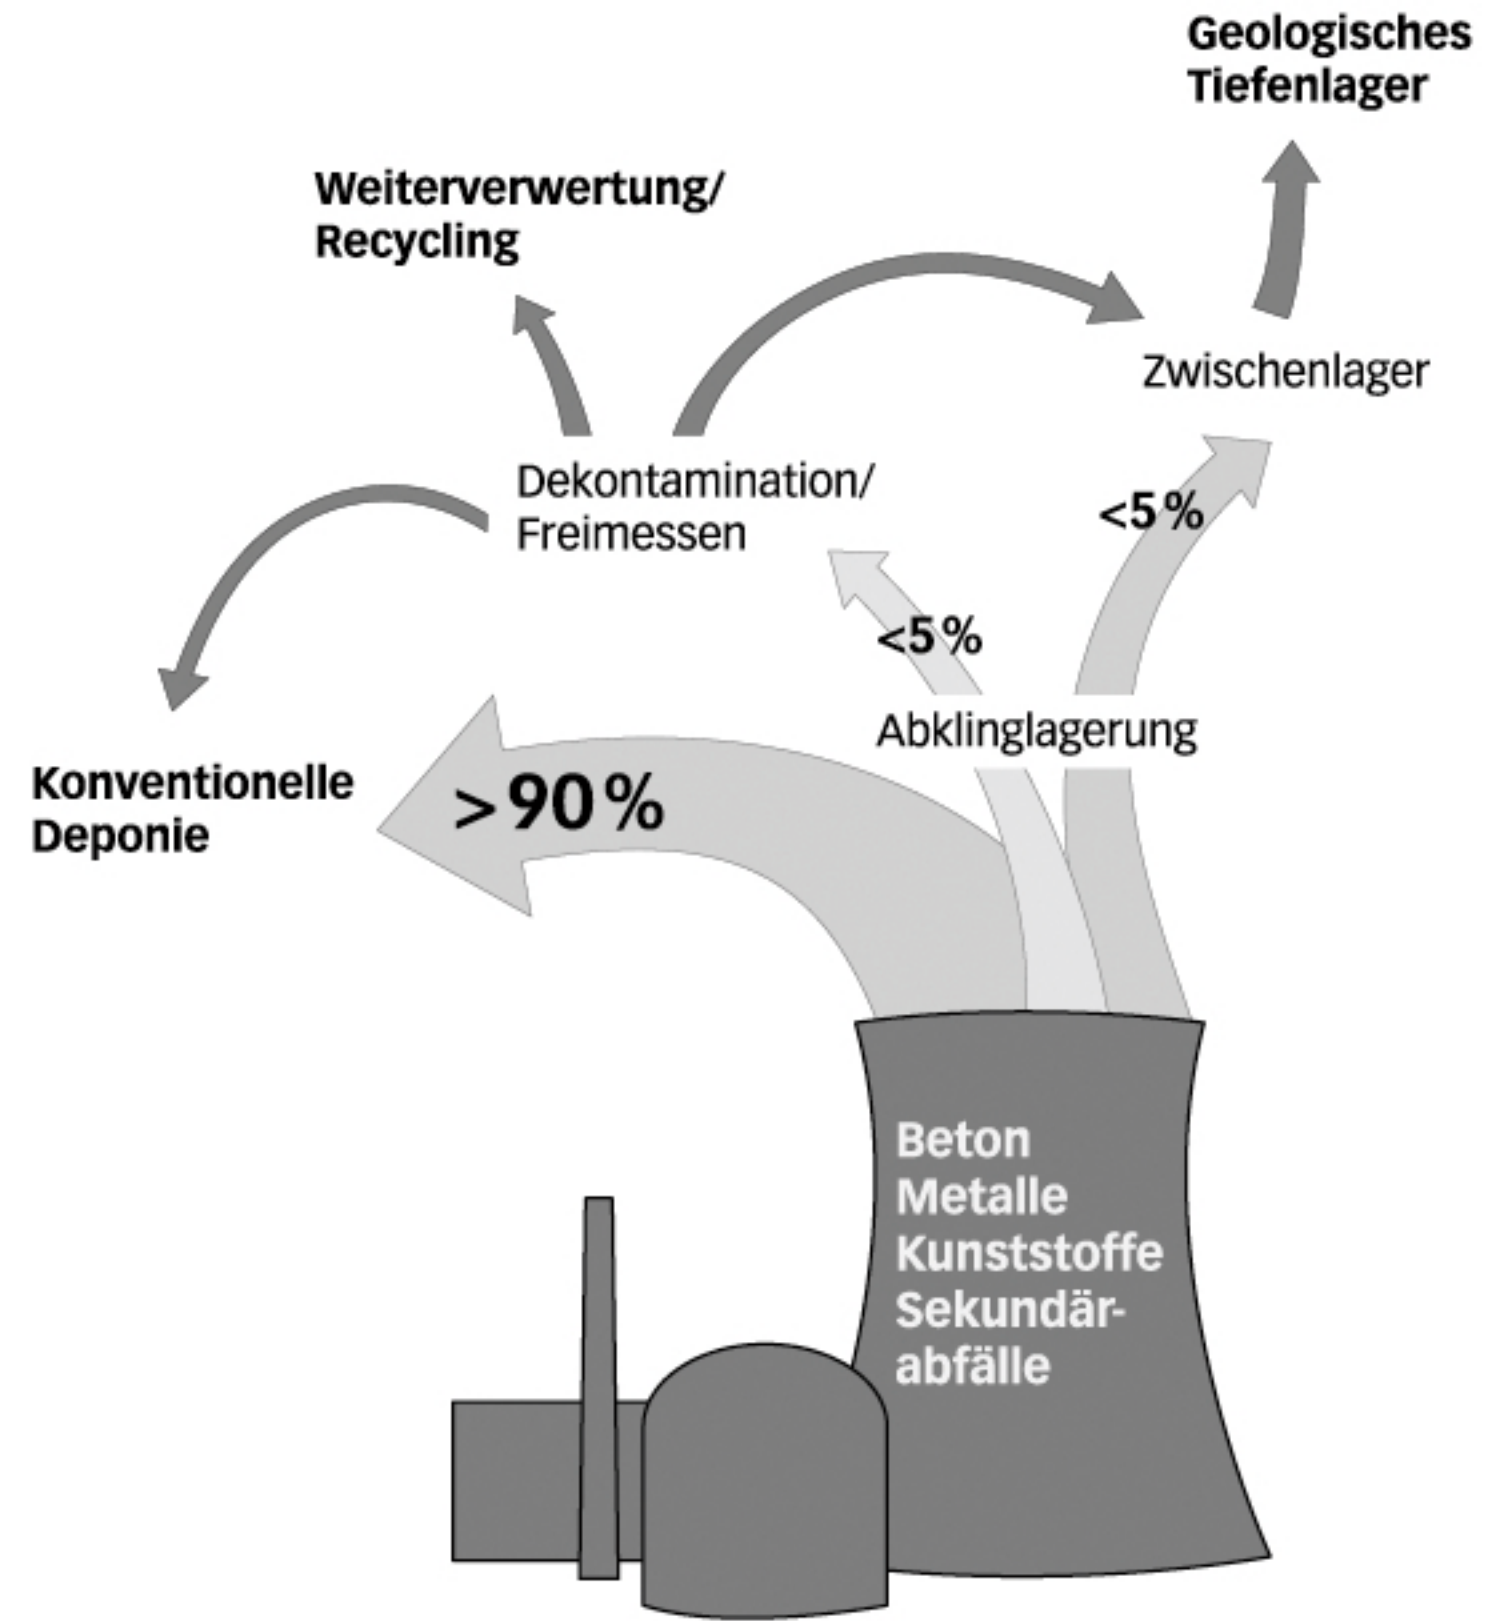 Geologisches
Tiefenlager
Weiterverwertung/
Recycling
Zwischenlager
Dekontamination/
Freimessen
<5%
<5%
Abklinglagerung
Konventionelle
Deponie
>90%
Beton
Metalle
Kunststoffe
Sekundär-
abfälle